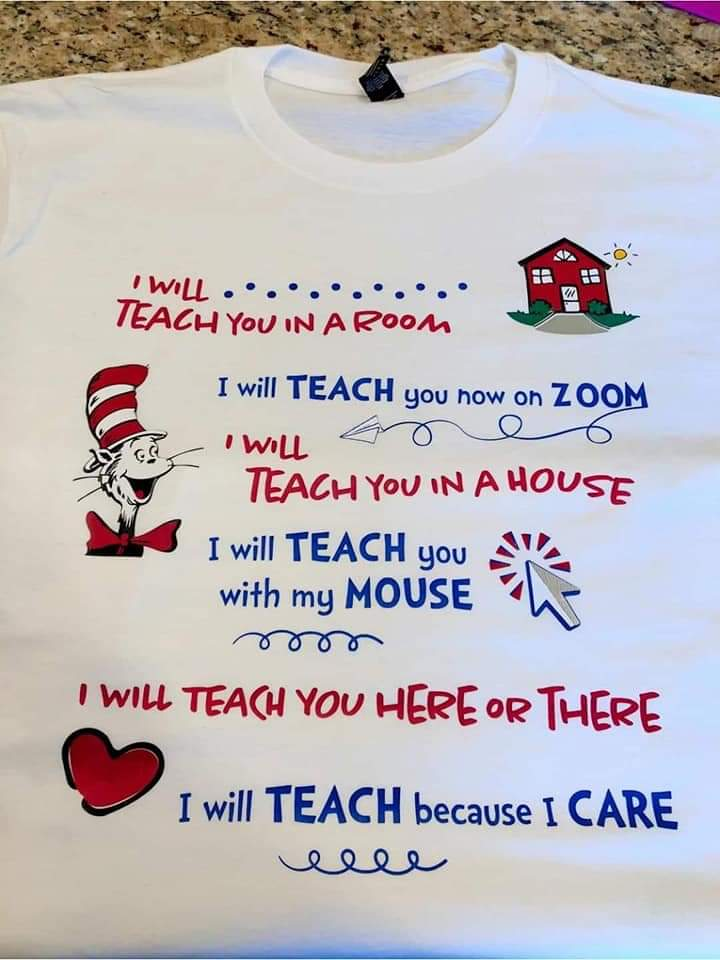 I WILL
TEACH YOU IN A ROOM
I will TEACH you now on ZOOM
I WILL
TEACH YOU IN A HOUSE
I will TEACH you
with my MOUSE
I WILL TEACH YOU HERE OR THERE
I will TEACH because I CARE